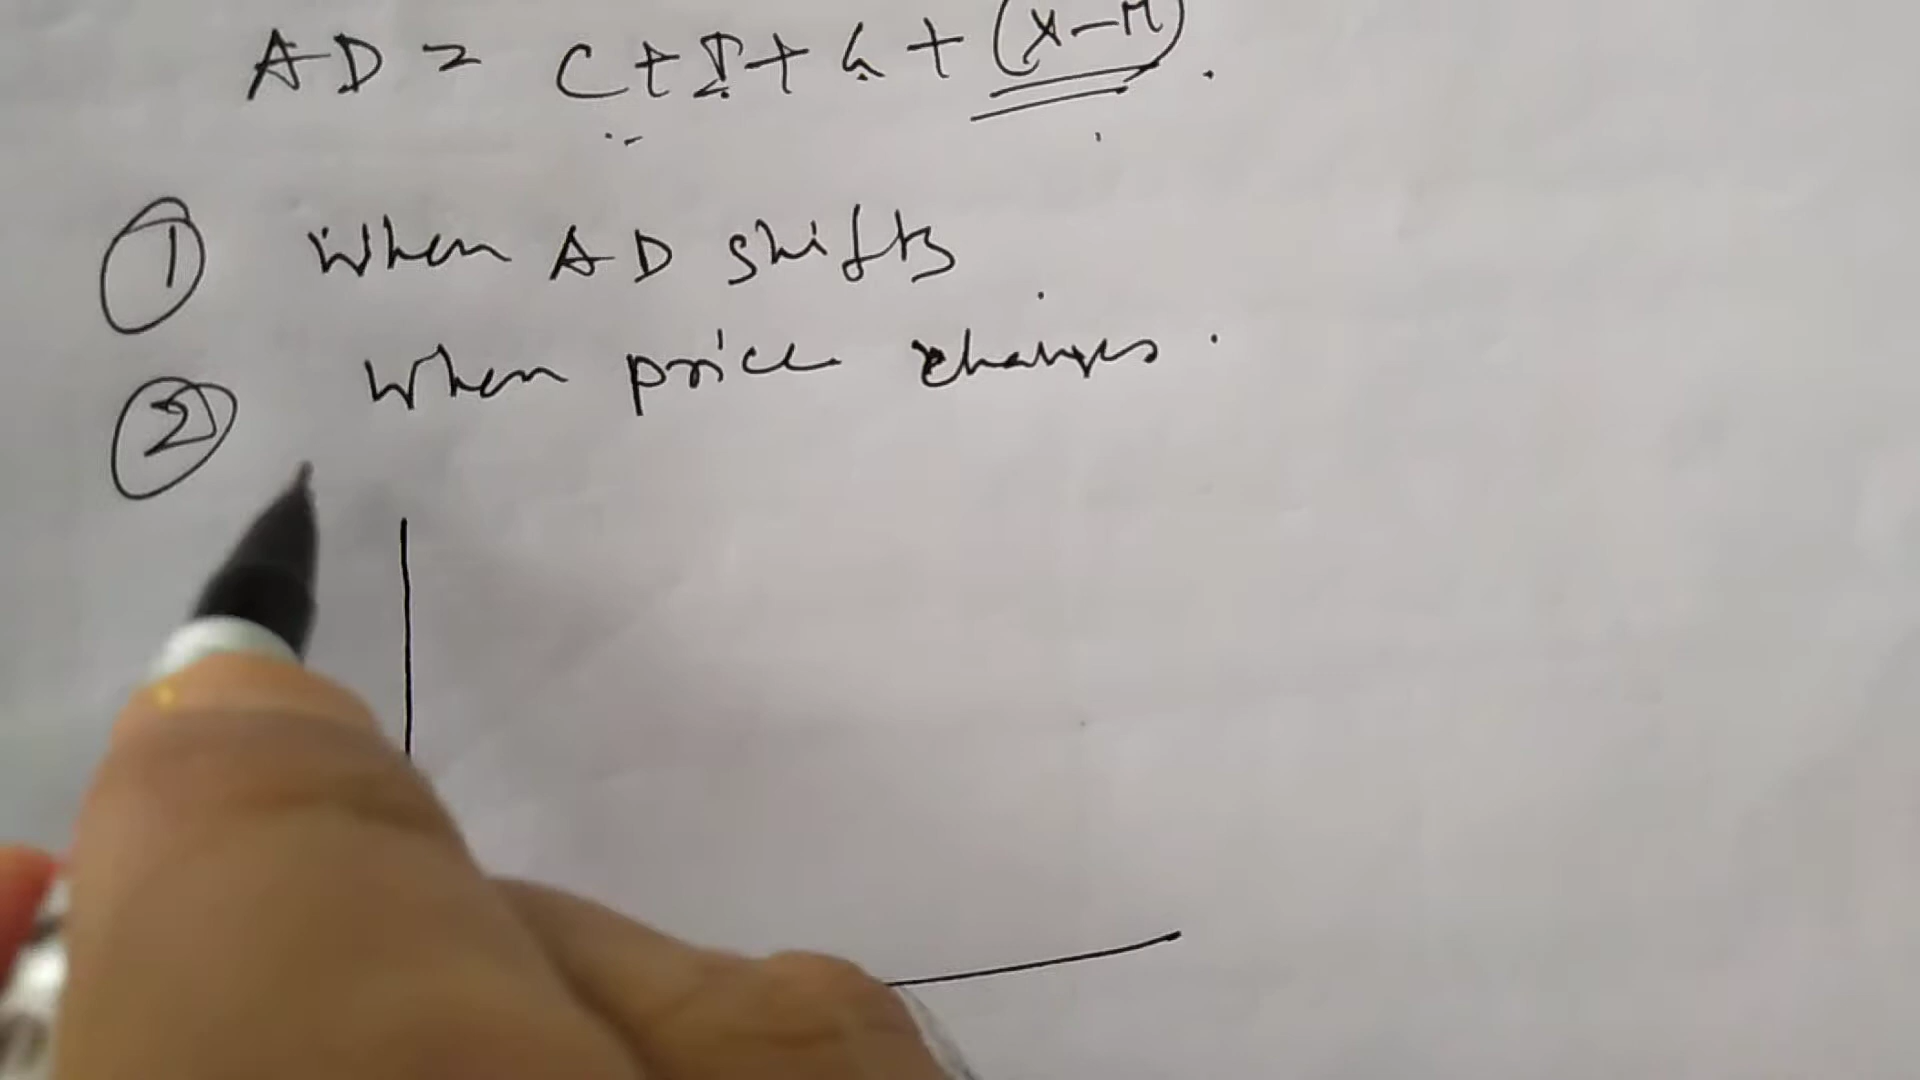 AD = C + I + G + (X-M).
① When AD shifts
② When price changes.